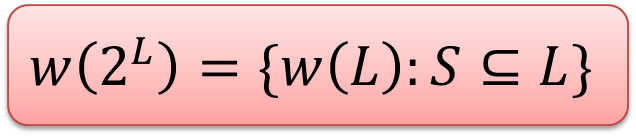 w(2^L) = {w(L): S ⊆ L}